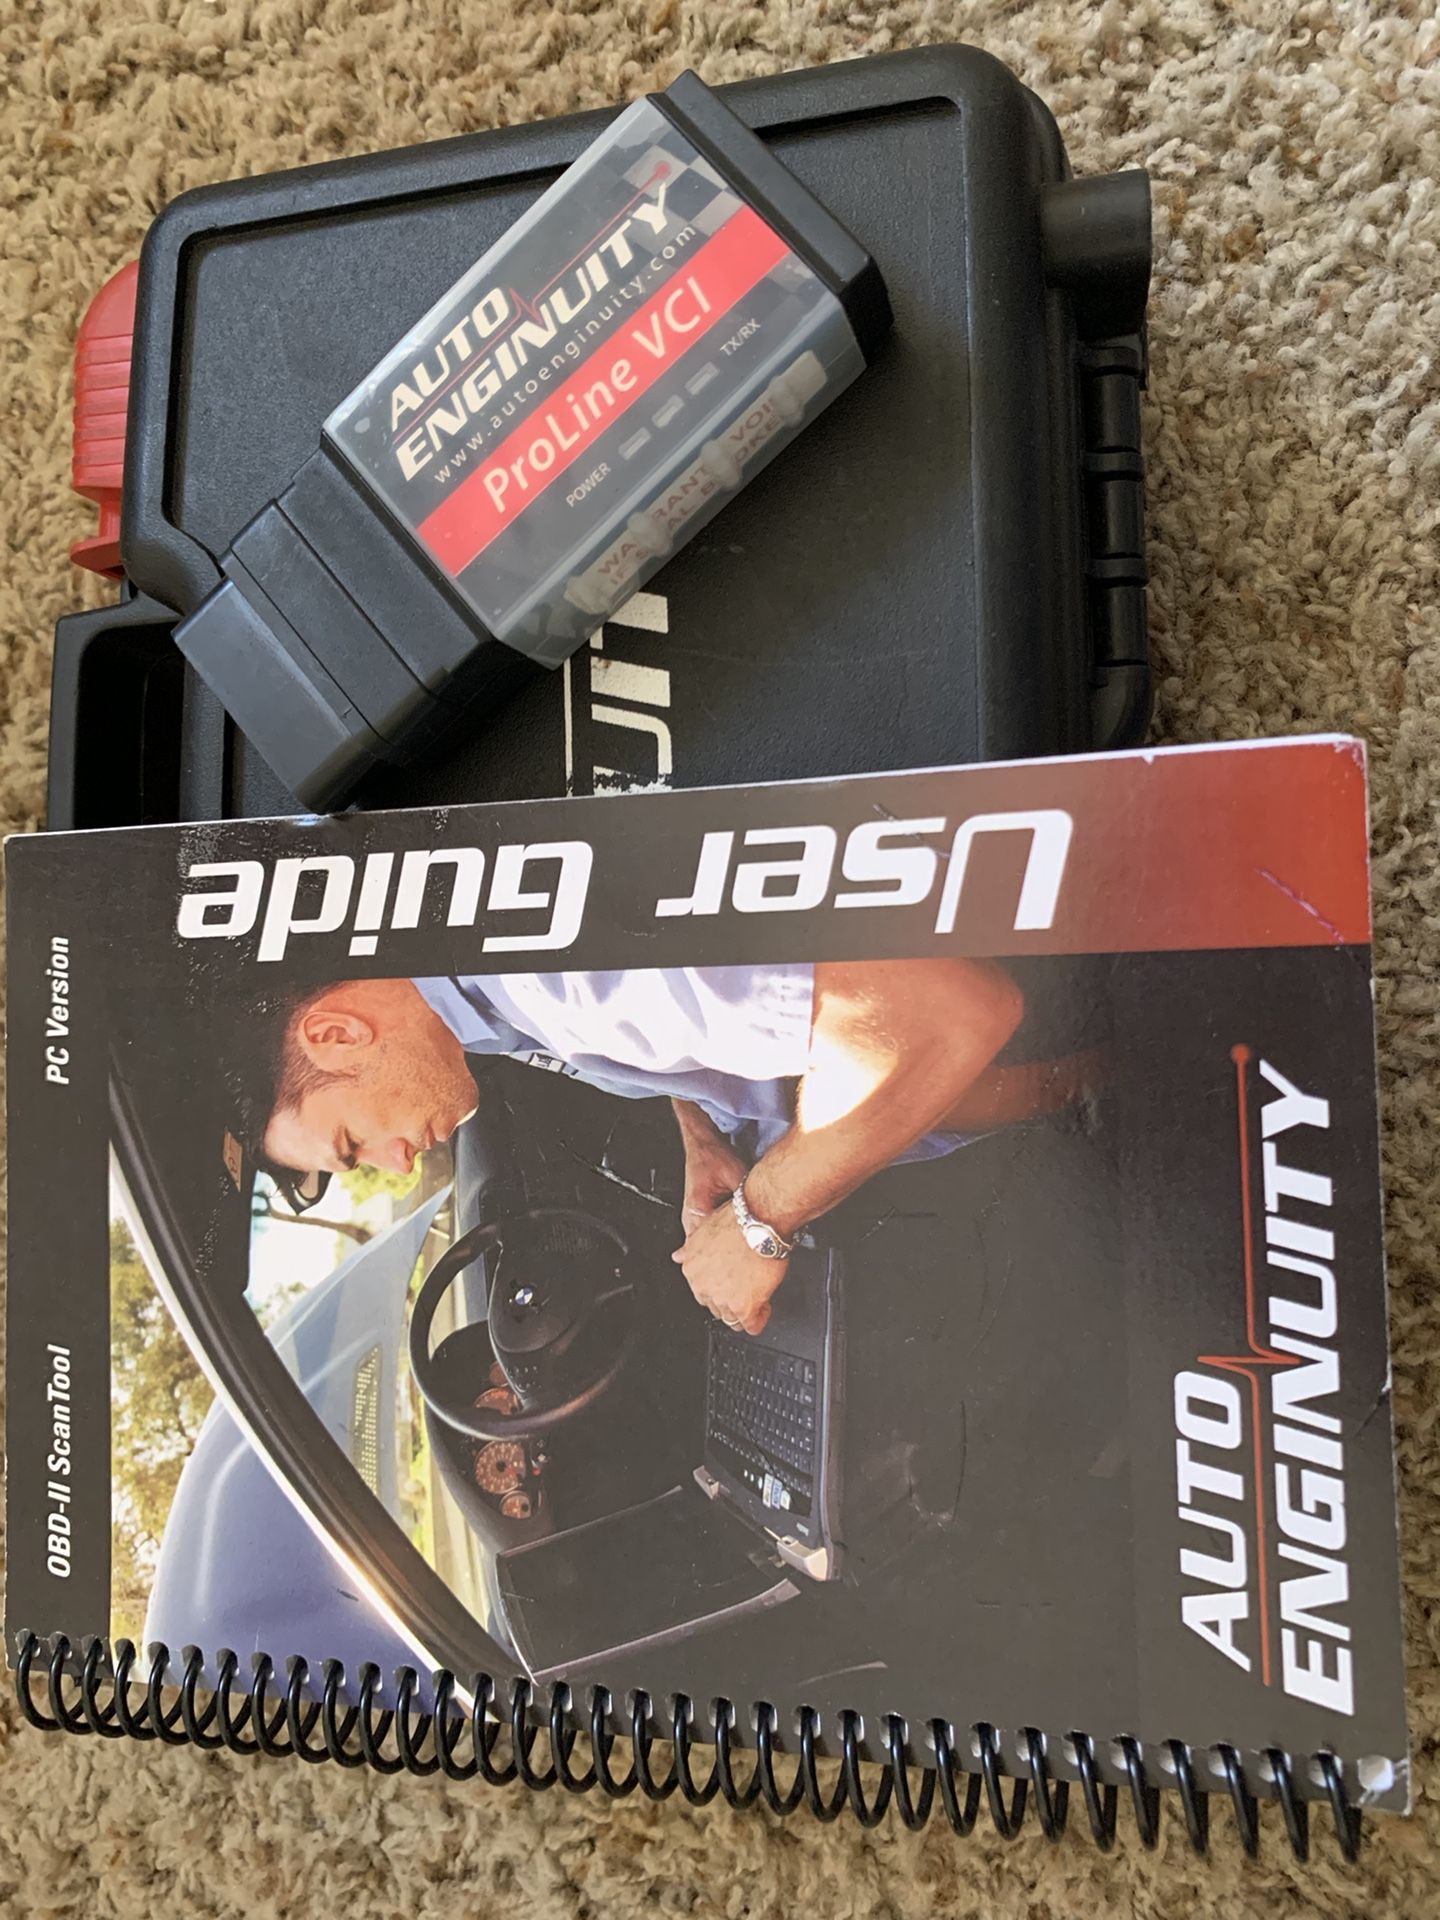 AUTO
ENGINUITY
www.autoenginuity.com
ProLine VCI
POWER
TX/RX
User Guide
OBD-II ScanTool
PC Version
AUTO
ENGINUITY